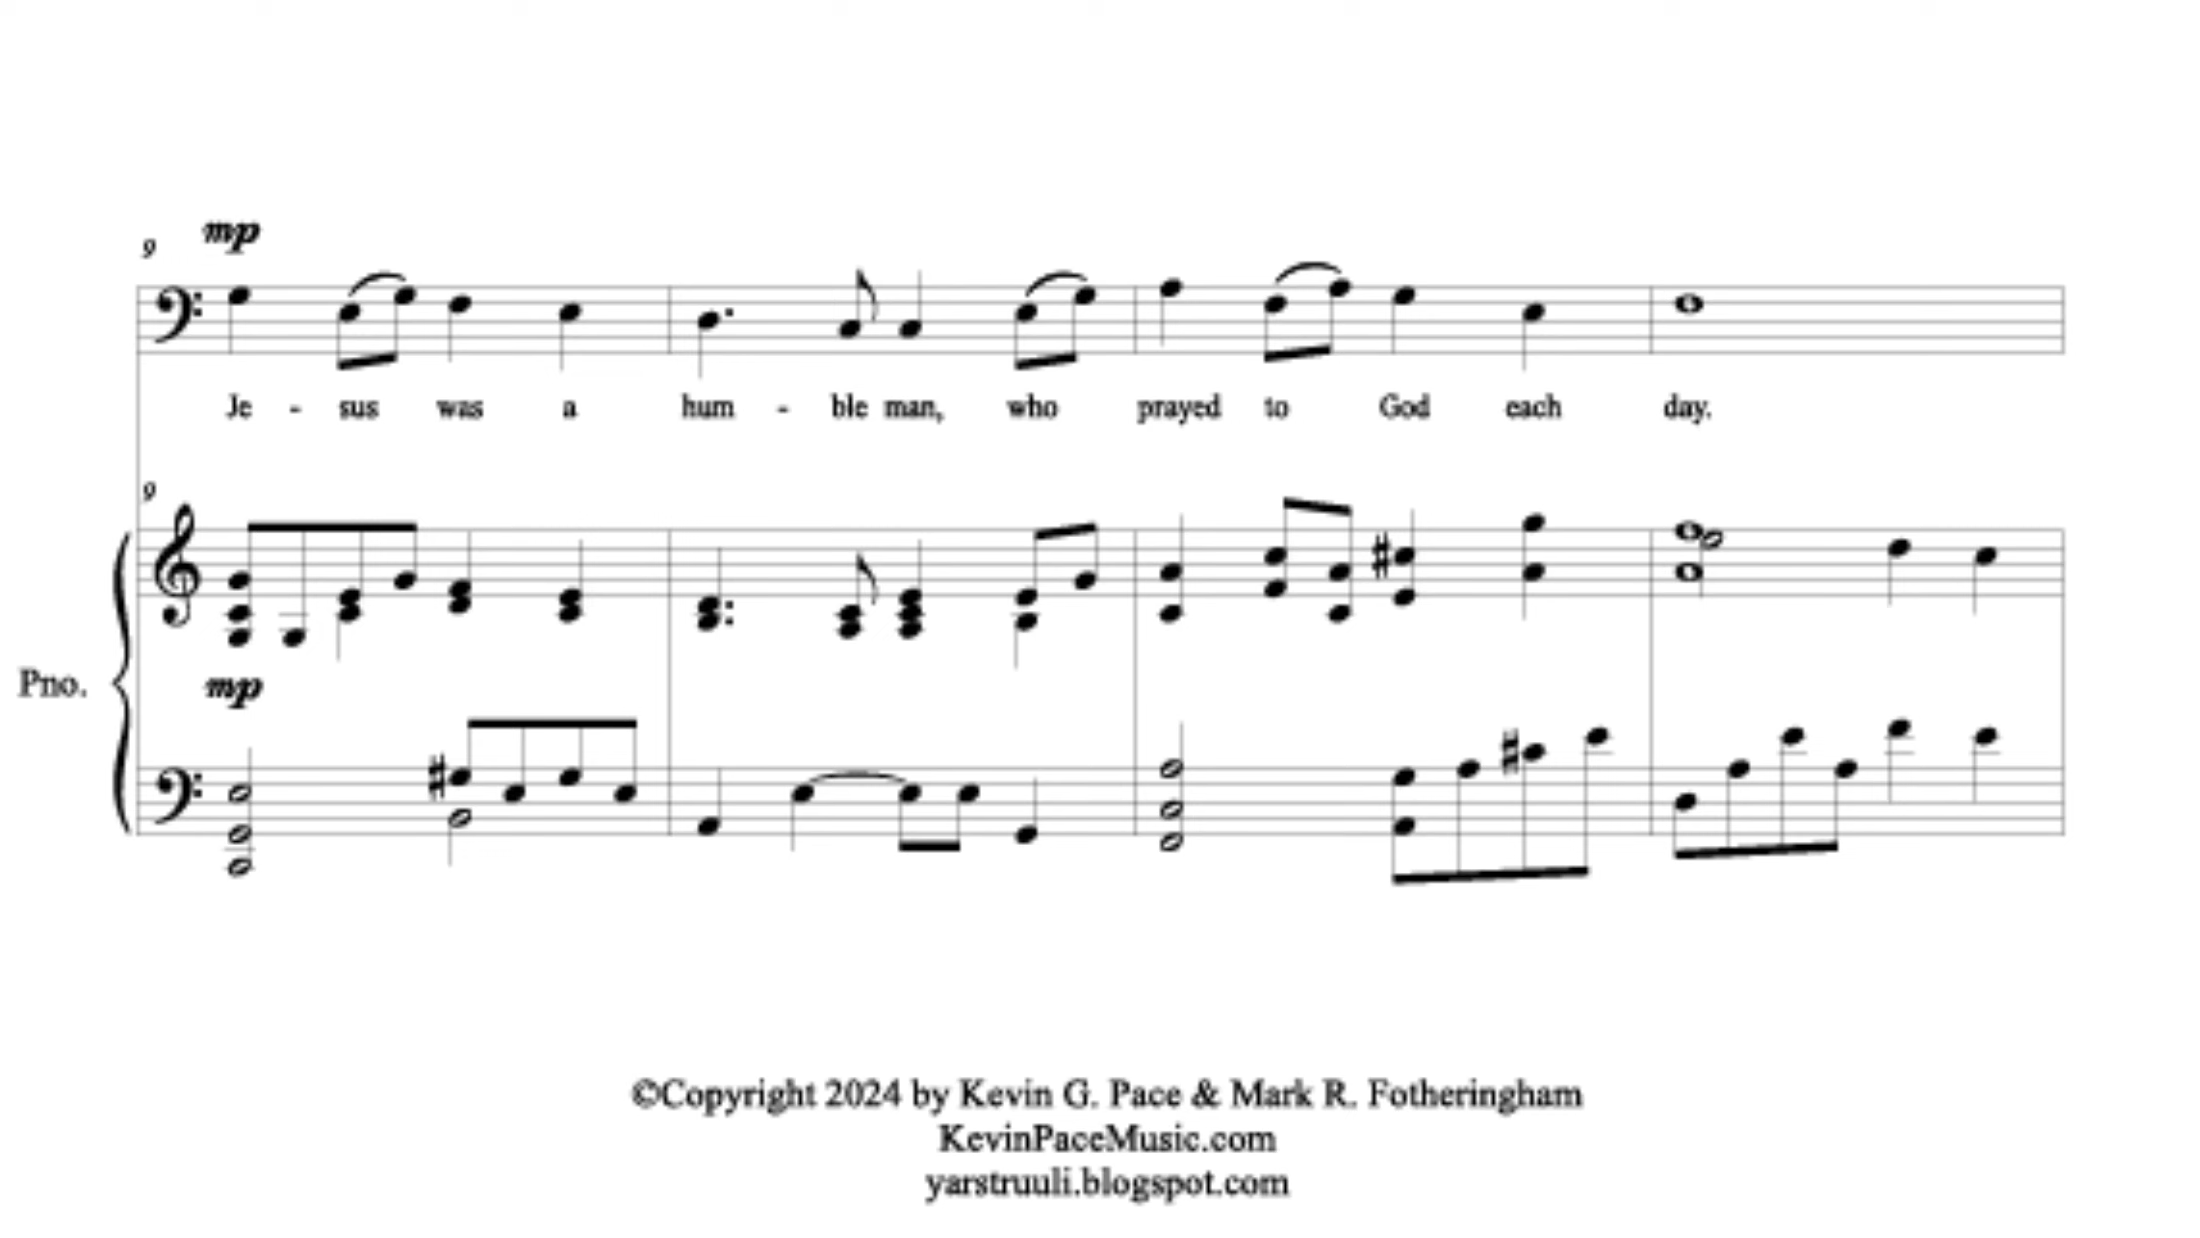 mp
9
Je - sus was a hum - ble man, who prayed to God each day.
9
Pno.
mp
©Copyright 2024 by Kevin G. Pace & Mark R. Fotheringham
KevinPaceMusic.com
yarstruuli.blogspot.com